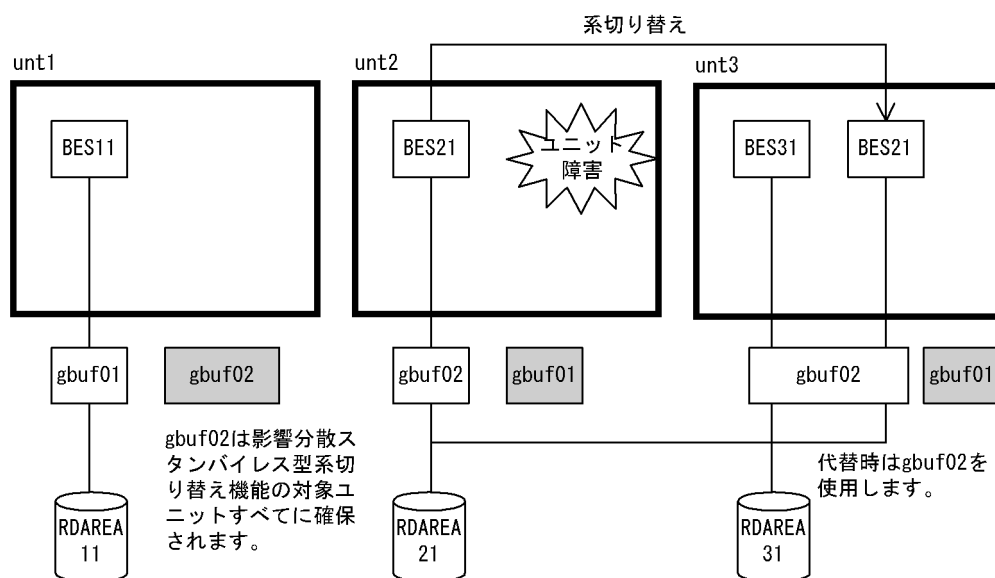 系切り替え
unt1
unt2
unt3
BES11
BES21
ユニット
障害
BES31
BES21
gbuf01
gbuf02
gbuf02
gbuf01
gbuf02
gbuf01
gbuf02は影響分散ス
タンバイレス型系切
り替え機能の対象ユ
ニットすべてに確保
されます。
代替時はgbuf02を
使用します。
RDAREA
11
RDAREA
21
RDAREA
31